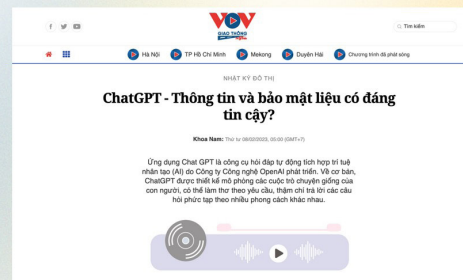 VOV
GIAO THÔNG
Tìm kiếm
Hà Nội
TP Hồ Chí Minh
Mekong
Duyên Hải
Chương trình đã phát sóng
NHẬT KÝ ĐÔ THỊ
ChatGPT - Thông tin và bảo mật liệu có đáng
tin cậy?
Khoa Nam: Thứ tư 08/02/2023, 05:00 (GMT+7)
Ứng dụng Chat GPT là công cụ hỏi đáp tự động tích hợp trí tuệ
nhân tạo (AI) do Công ty Công nghệ OpenAI phát triển. Về cơ bản,
ChatGPT được thiết kế mô phỏng các cuộc trò chuyện giống của
con người, có thể làm thơ theo yêu cầu, thậm chí trả lời các câu
hỏi phức tạp theo nhiều phong cách khác nhau.